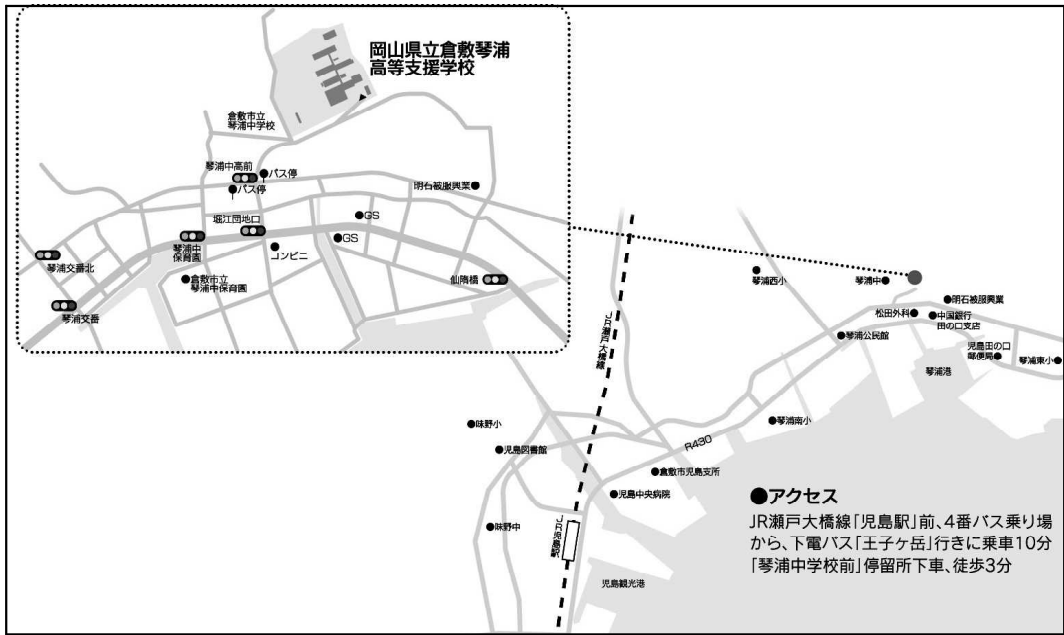 岡山県立倉敷琴浦
高等支援学校
倉敷市立
琴浦中学校
琴浦中高前
バス停
バス停
明石被服興業
堀江団地口
GS
GS
琴浦中
保育園
コンビニ
琴浦交番北
倉敷市立
琴浦中保育園
仙隋橋
琴浦交番
JR瀬戸大橋線
琴浦西小
琴浦中
明石被服興業
松田外科
中国銀行
田の口支店
琴浦公民館
児島田の口
郵便局
琴浦東小
琴浦港
味野小
琴浦南小
R430
児島図書館
倉敷市児島支所
児島中央病院
味野中
JR児島駅
児島観光港
●アクセス
JR瀬戸大橋線「児島駅」前、4番バス乗り場
から、下電バス「王子ヶ岳」行きに乗車10分
「琴浦中学校前」停留所下車、徒歩3分